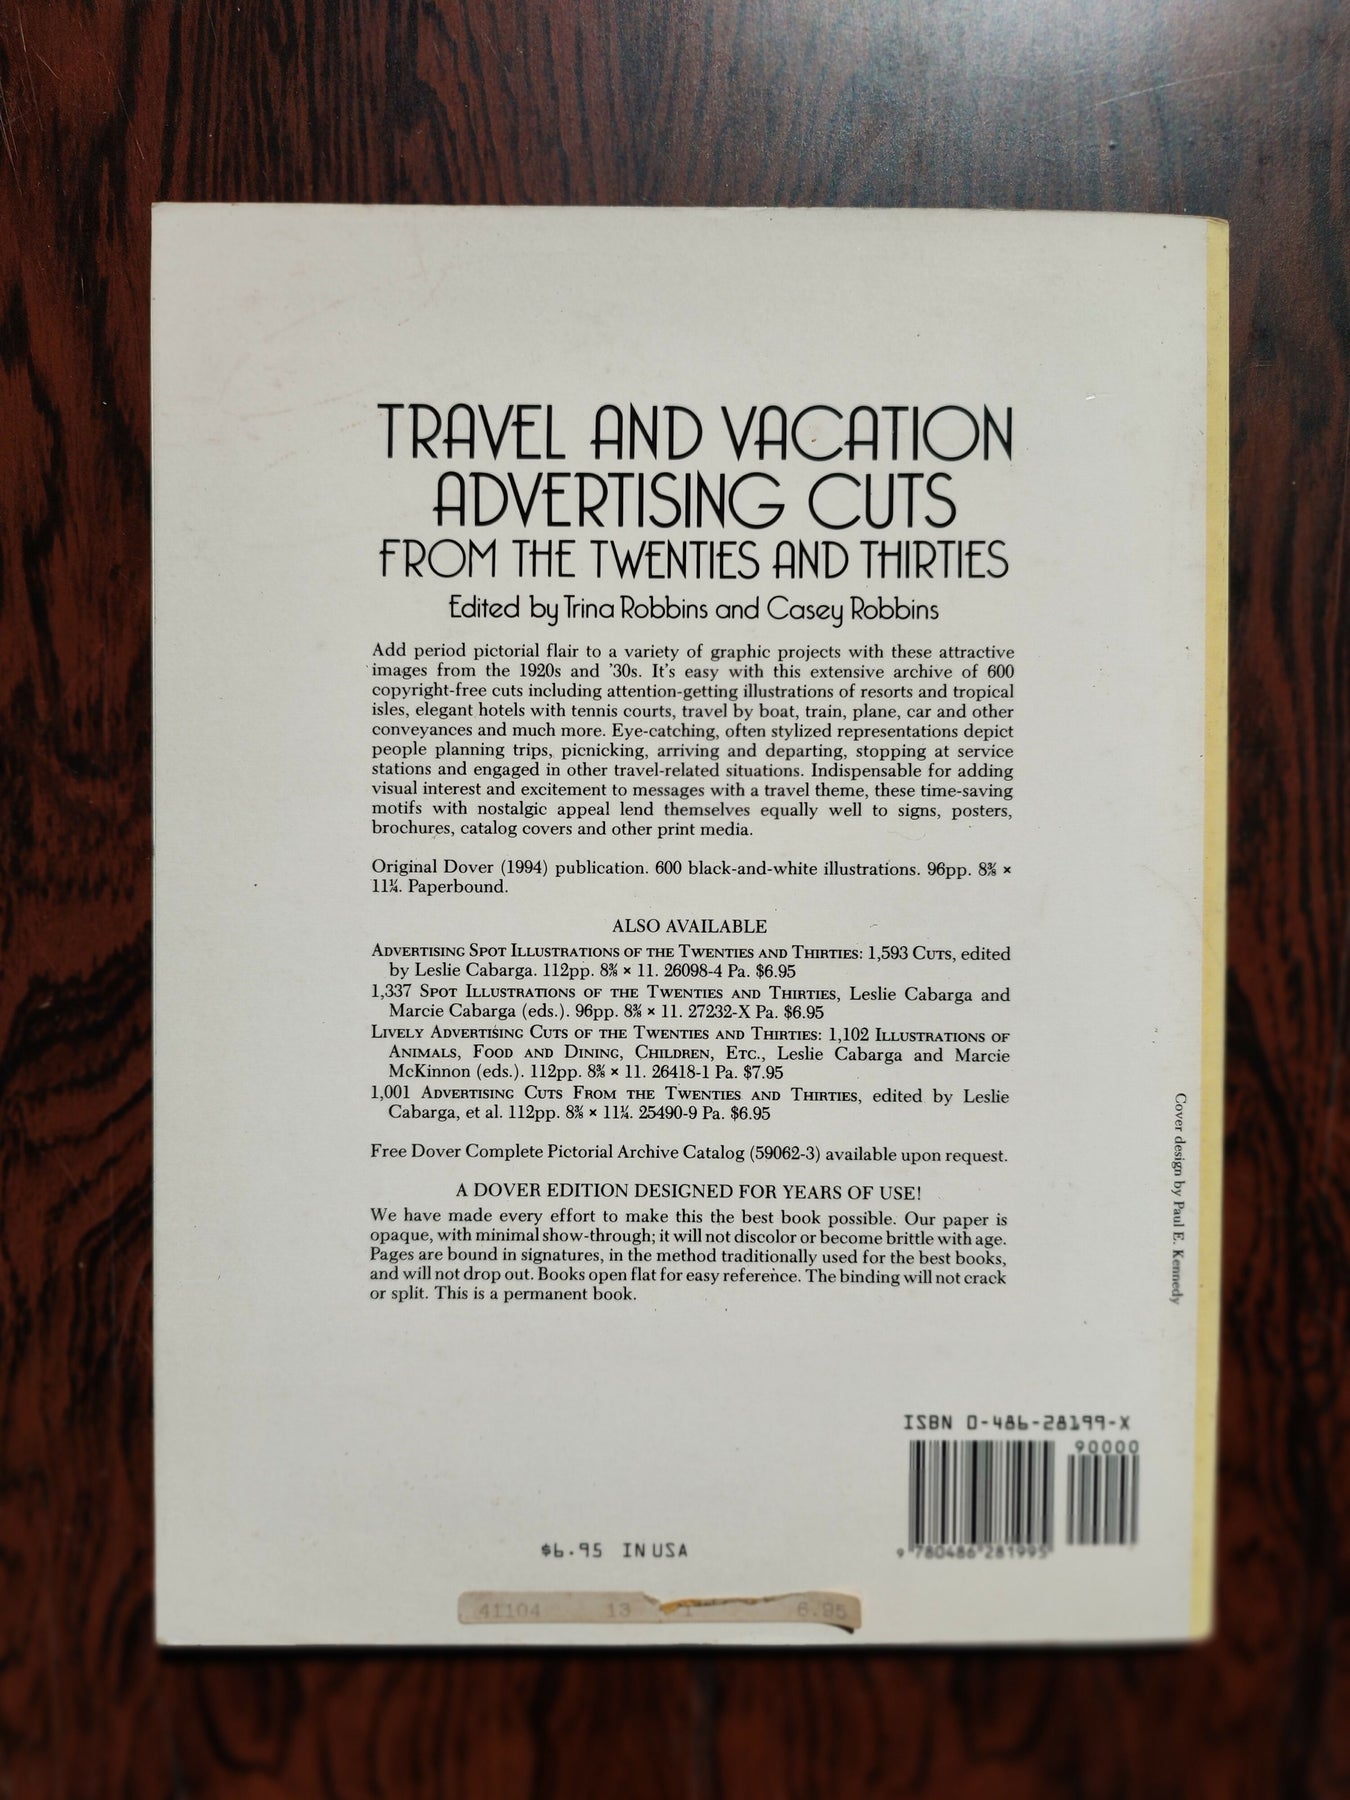 TRAVEL AND VACATION
ADVERTISING CUTS
FROM THE TWENTIES AND THIRTIES
Edited by Trina Robbins and Casey Robbins
Add period pictorial flair to a variety of graphic projects with these attractive
images from the 1920s and '30s. It's easy with this extensive archive of 600
copyright-free cuts including attention-getting illustrations of resorts and tropical
isles, elegant hotels with tennis courts, travel by boat, train, plane, car and other
conveyances and much more. Eye-catching, often stylized representations depict
people planning trips, picnicking, arriving and departing, stopping at service
stations and engaged in other travel-related situations. Indispensable for adding
visual interest and excitement to messages with a travel theme, these time-saving
motifs with nostalgic appeal lend themselves equally well to signs, posters,
brochures, catalog covers and other print media.
Original Dover (1994) publication. 600 black-and-white illustrations. 96pp. 8⅜ ×
11¼. Paperbound.
ALSO AVAILABLE
ADVERTISING SPOT ILLUSTRATIONS OF THE TWENTIES AND THIRTIES: 1,593 CUTS, edited
by Leslie Cabarga. 112pp. 8⅜ × 11. 26098-4 Pa. $6.95
1,337 SPOT ILLUSTRATIONS OF THE TWENTIES AND THIRTIES, Leslie Cabarga and
Marcie Cabarga (eds.). 96pp. 8⅜ × 11. 27232-X Pa. $6.95
LIVELY ADVERTISING CUTS OF THE TWENTIES AND THIRTIES: 1,102 ILLUSTRATIONS OF
ANIMALS, FOOD AND DINING, CHILDREN, ETC., Leslie Cabarga and Marcie
McKinnon (eds.). 112pp. 8⅜ × 11. 26418-1 Pa. $7.95
1,001 ADVERTISING CUTS FROM THE TWENTIES AND THIRTIES, edited by Leslie
Cabarga, et al. 112pp. 8⅜ × 11¼. 25490-9 Pa. $6.95
Free Dover Complete Pictorial Archive Catalog (59062-3) available upon request.
A DOVER EDITION DESIGNED FOR YEARS OF USE!
We have made every effort to make this the best book possible. Our paper is
opaque, with minimal show-through; it will not discolor or become brittle with age.
Pages are bound in signatures, in the method traditionally used for the best books,
and will not drop out. Books open flat for easy reference. The binding will not crack
or split. This is a permanent book.
Cover design by Paul E. Kennedy
ISBN 0-486-28199-X
90000
9 780486 281995
$6.95 IN USA
41104 13 1 6.95